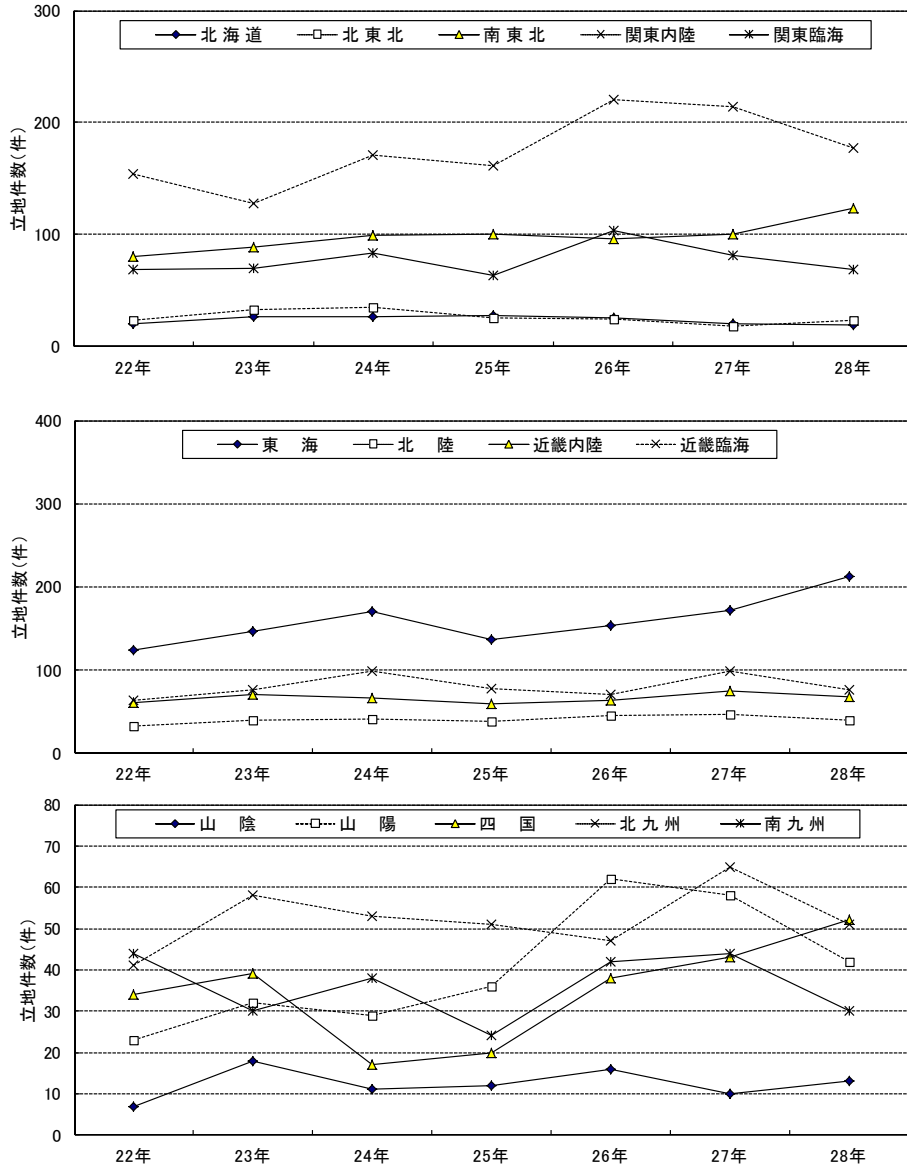 300
北海道 北東北 南東北 関東内陸 関東臨海
200
立地件数(件)
100
0
22年 23年 24年 25年 26年 27年 28年
400
東 海 北 陸 近畿内陸 近畿臨海
300
立地件数(件)
200
100
0
22年 23年 24年 25年 26年 27年 28年
80
山 陰 山 陽 四 国 北九州 南九州
70
60
50
立地件数(件)
40
30
20
10
0
22年 23年 24年 25年 26年 27年 28年